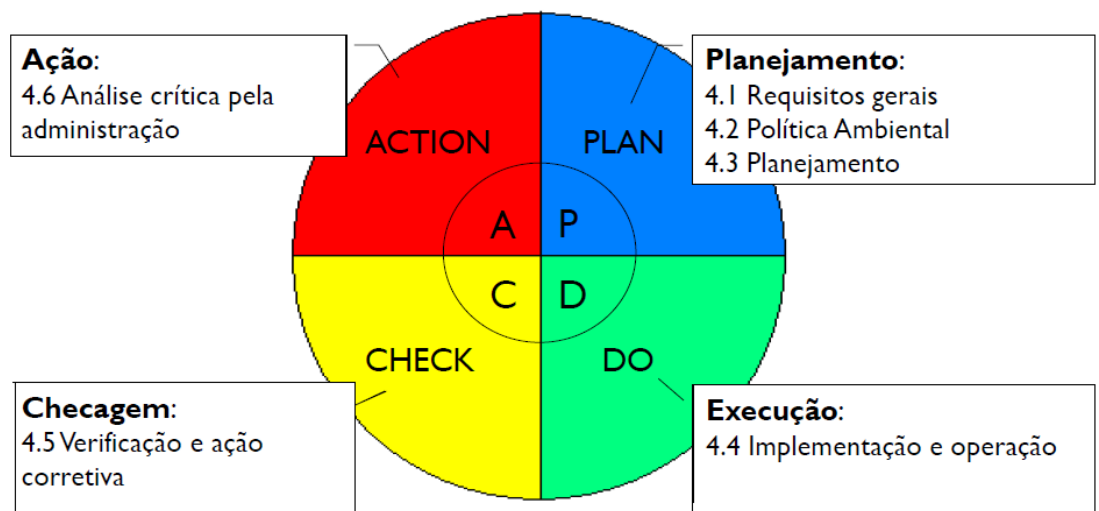 Ação:
4.6 Análise crítica pela
administração
Planejamento:
4.1 Requisitos gerais
4.2 Política Ambiental
4.3 Planejamento
ACTION
PLAN
A
P
C
D
CHECK
DO
Checagem:
4.5 Verificação e ação
corretiva
Execução:
4.4 Implementação e operação